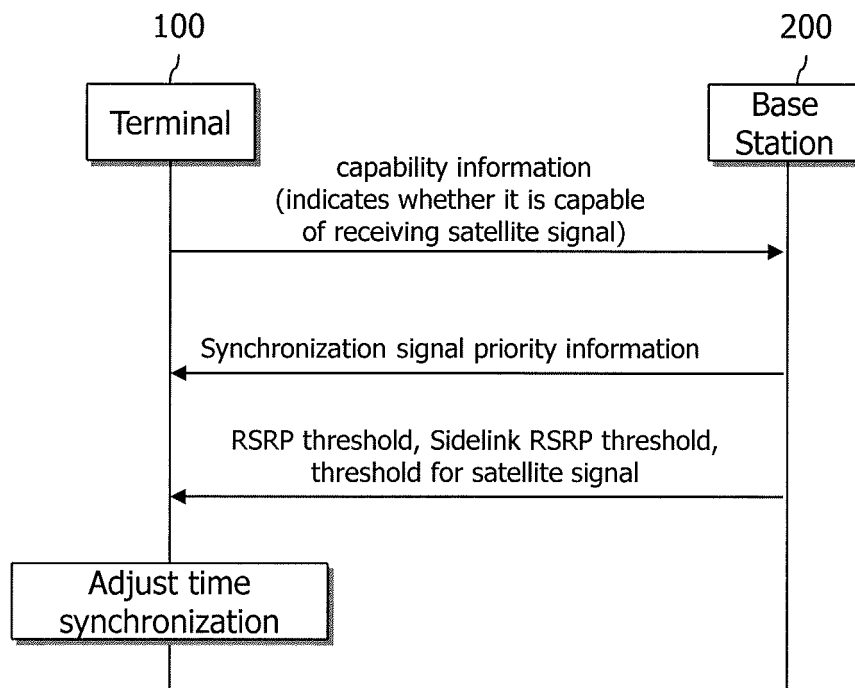 100
200
Terminal
Base
Station
capability information
(indicates whether it is capable
of receiving satellite signal)
Synchronization signal priority information
RSRP threshold, Sidelink RSRP threshold,
threshold for satellite signal
Adjust time
synchronization